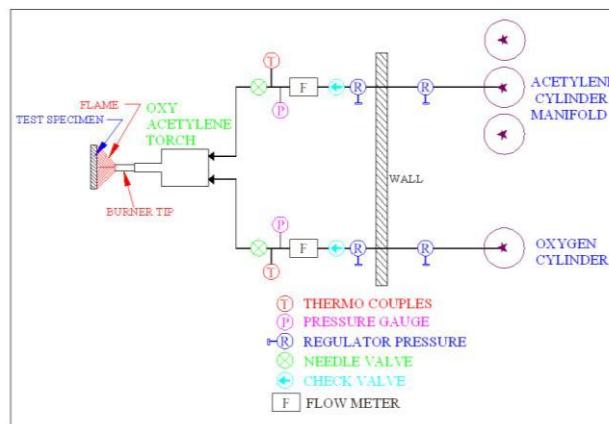 T
R
R
F
P
ACETYLENE
CYLINDER
MANIFOLD
FLAME
OXY
ACETYLENE
TORCH
TEST SPECIMEN
BURNER TIP
WALL
P
F
R
R
T
OXYGEN
CYLINDER
T THERMO COUPLES
P PRESSURE GAUGE
R REGULATOR PRESSURE
NEEDLE VALVE
CHECK VALVE
F FLOW METER